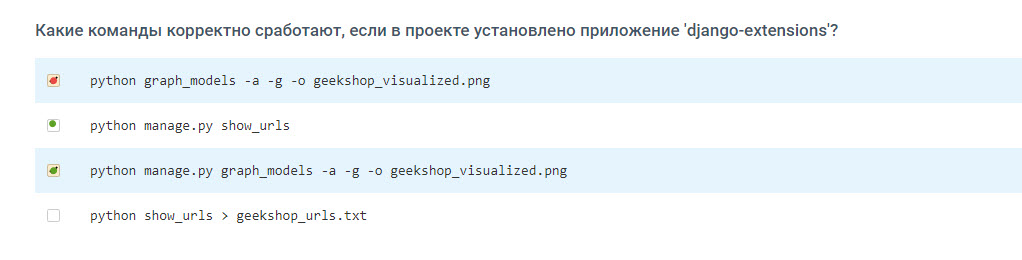 Какие команды корректно сработают, если в проекте установлено приложение 'django-extensions'?
python graph_models -a -g -o geekshop_visualized.png
python manage.py show_urls
python manage.py graph_models -a -g -o geekshop_visualized.png
python show_urls > geekshop_urls.txt